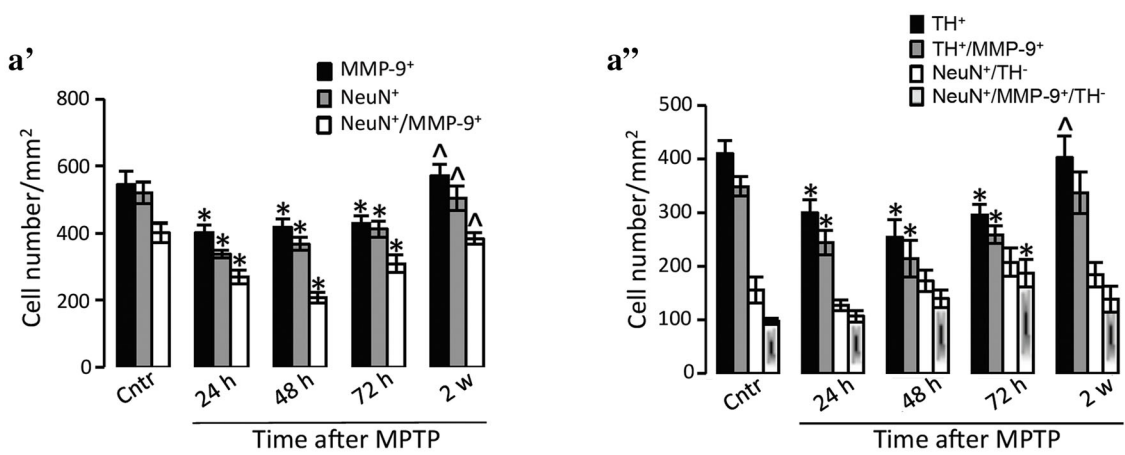 a’
MMP-9⁺
NeuN⁺
NeuN⁺/MMP-9⁺
Cell number/mm²
800
600
400
200
0
^ ^ ^
* * *
* * *
* * *
Cntr
24 h
48 h
72 h
2 w
Time after MPTP
a”
TH⁺
TH⁺/MMP-9⁺
NeuN⁺/TH⁻
NeuN⁺/MMP-9⁺/TH⁻
Cell number/mm²
500
400
300
200
100
0
^
* *
* *
* * *
Cntr
24 h
48 h
72 h
2 w
Time after MPTP